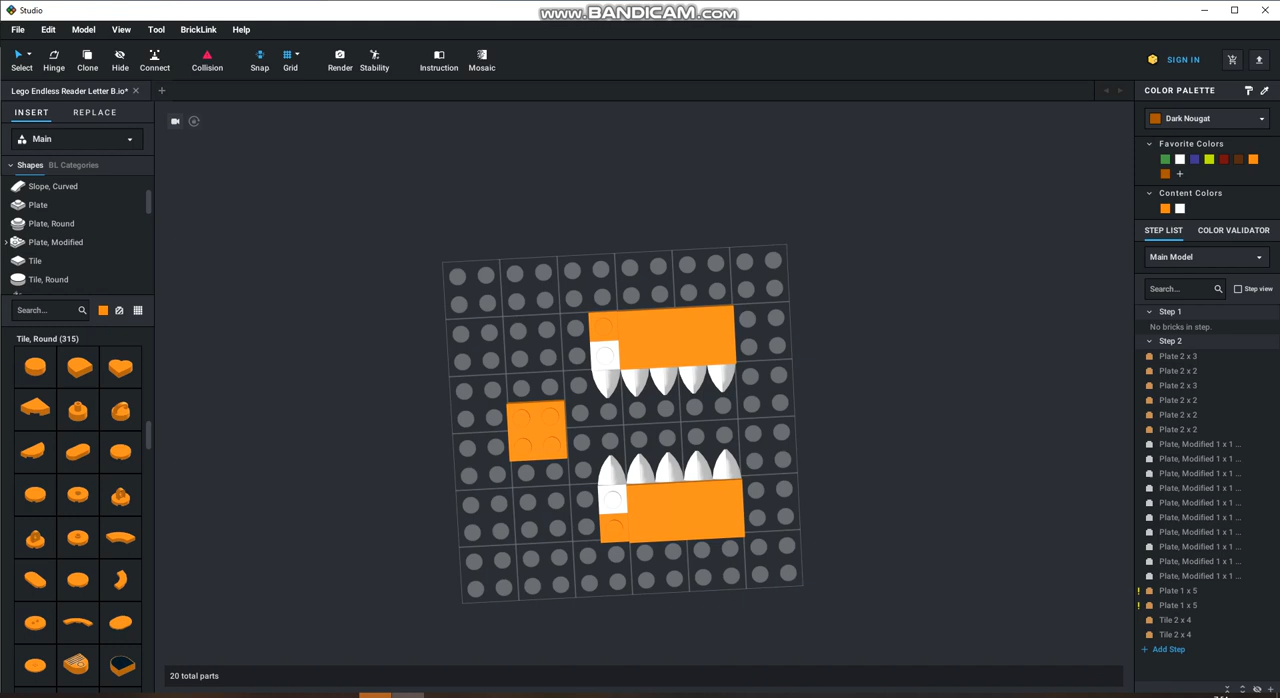 Studio
www.BANDICAM.com
File Edit Model View Tool BrickLink Help
Select Hinge Clone Hide Connect Collision Snap Grid Render Stability Instruction Mosaic SIGN IN
Lego Endless Reader Letter B.io*
COLOR PALETTE
INSERT REPLACE
Main
Dark Nougat
Shapes BL Categories
Favorite Colors
Slope, Curved
Plate
Plate, Round
Plate, Modified
Tile
Tile, Round
Content Colors
STEP LIST COLOR VALIDATOR
Main Model
Search...
Search... Step view
Tile, Round (315)
Step 1
No bricks in step.
Step 2
Plate 2 x 3
Plate 2 x 2
Plate 2 x 3
Plate 2 x 2
Plate 2 x 2
Plate 2 x 2
Plate, Modified 1 x 1 ...
Plate, Modified 1 x 1 ...
Plate, Modified 1 x 1 ...
Plate, Modified 1 x 1 ...
Plate, Modified 1 x 1 ...
Plate, Modified 1 x 1 ...
Plate, Modified 1 x 1 ...
Plate, Modified 1 x 1 ...
Plate, Modified 1 x 1 ...
Plate, Modified 1 x 1 ...
! Plate 1 x 5
! Plate 1 x 5
Tile 2 x 4
Tile 2 x 4
+ Add Step
20 total parts